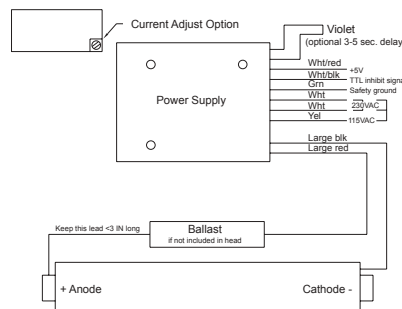 Current Adjust Option
Violet
(optional 3-5 sec. delay
Wht/red
+5V
Wht/blk
TTL inhibit signa
Grn
Safety ground
Wht
230VAC
Wht
Yel
115VAC
Power Supply
Large blk
Large red
Keep this lead <3 IN long
Ballast
if not included in head
+ Anode
Cathode -